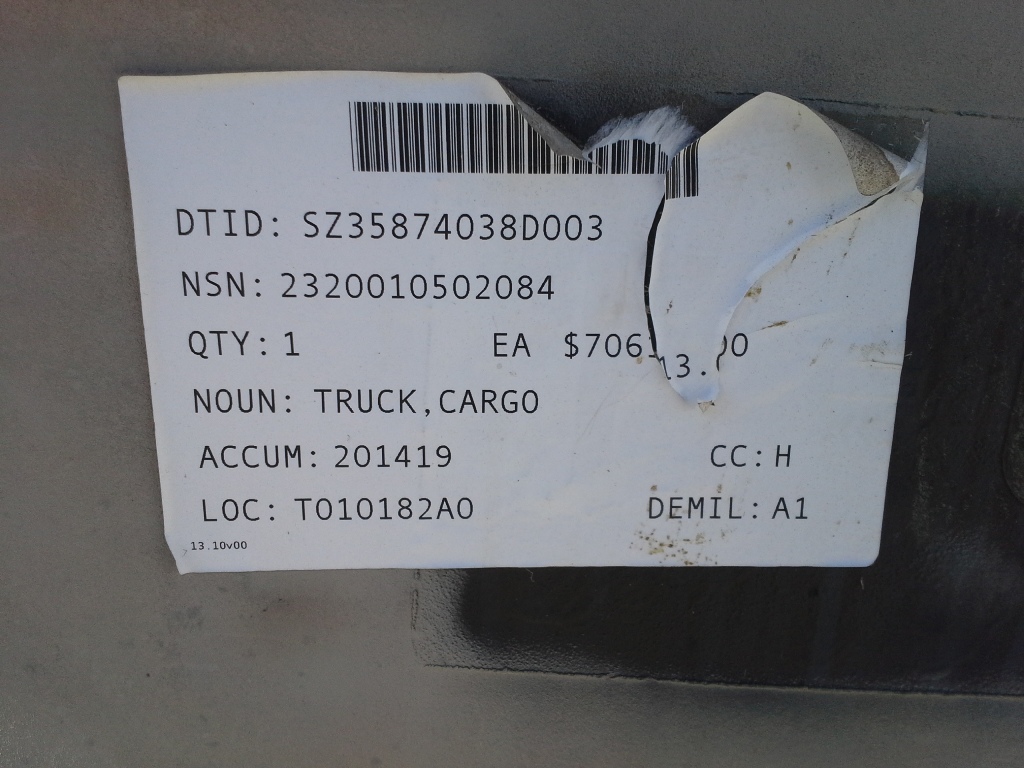 DTID: SZ35874038D003
NSN: 2320010502084
QTY: 1 EA
NOUN: TRUCK,CARGO
ACCUM: 201419 CC: H
LOC: T010182A0 DEMIL: A1
13.10v00